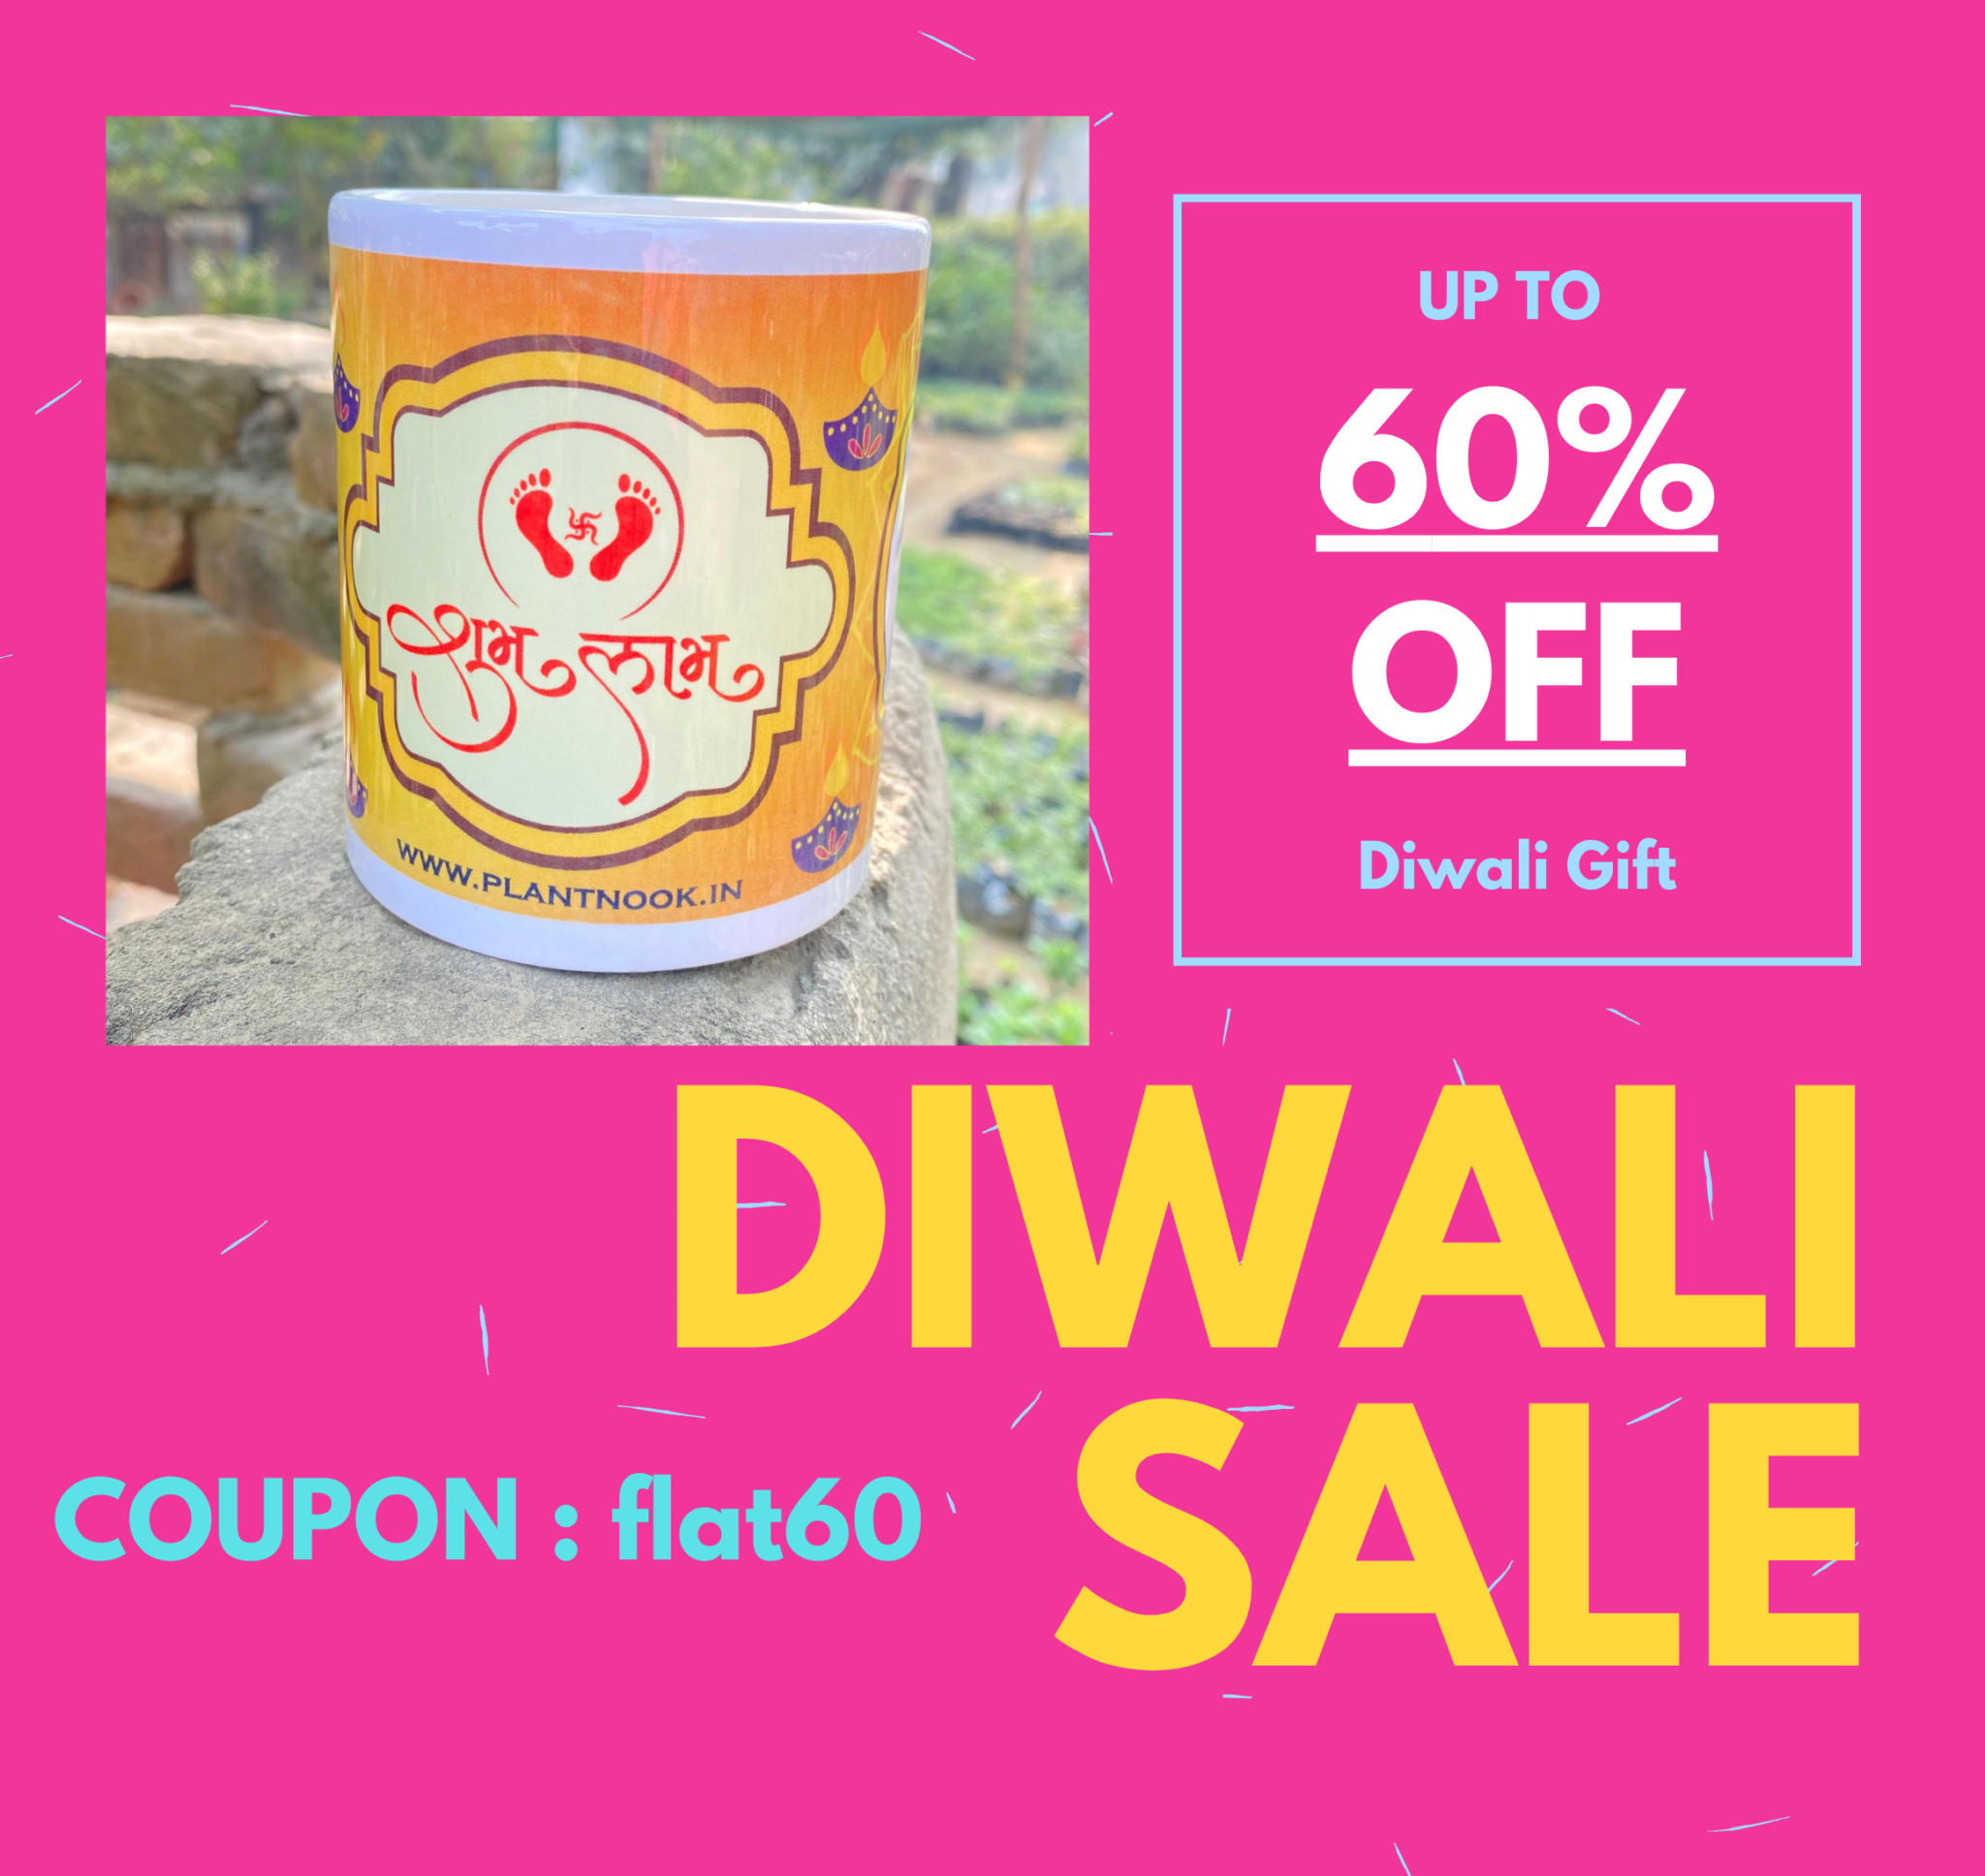 शुभ लाभ
WWW.PLANTNOOK.IN
UP TO
60%
OFF
Diwali Gift
DIWALI
SALE
COUPON : flat60